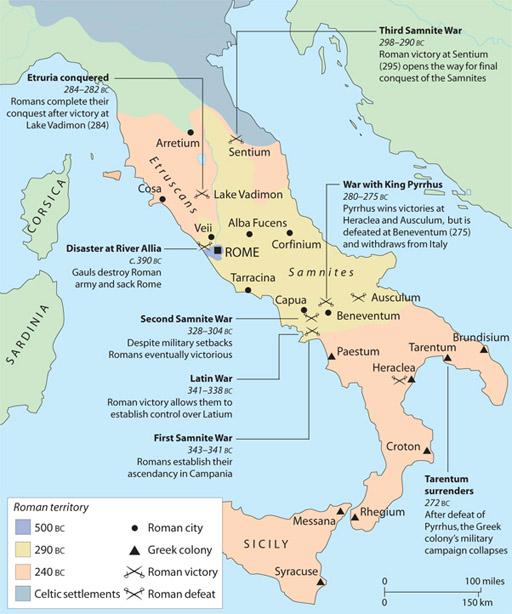 Third Samnite War
298–290 BC
Roman victory at Sentium
(295) opens the way for final
conquest of the Samnites
Etruria conquered
284–282 BC
Romans complete their
conquest after victory at
Lake Vadimon (284)
Arretium
Sentium
Etruscans
Cosa
Lake Vadimon
CORSICA
War with King Pyrrhus
280–275 BC
Pyrrhus wins victories at
Heraclea and Ausculum, but is
defeated at Beneventum (275)
and withdraws from Italy
Veii
Alba Fucens
Corfinium
ROME
Disaster at River Allia
c.390 BC
Gauls destroy Roman
army and sack Rome
Samnites
Tarracina
Capua
Ausculum
Beneventum
SARDINIA
Second Samnite War
328–304 BC
Despite military setbacks
Romans eventually victorious
Paestum
Tarentum
Brundisium
Heraclea
Latin War
341–338 BC
Roman victory allows them to
establish control over Latium
First Samnite War
343–341 BC
Romans establish their
ascendancy in Campania
Croton
Tarentum
surrenders
272 BC
After defeat of
Pyrrhus, the Greek
colony's military
campaign collapses
Rhegium
Messana
SICILY
Syracuse
Roman territory
500 BC
290 BC
240 BC
Celtic settlements
Roman city
Greek colony
Roman victory
Roman defeat
0 100 miles
0 150 km